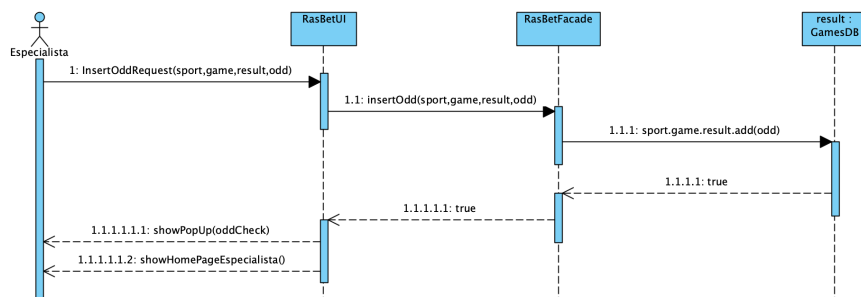 RasBetUI
RasBetFacade
result :
GamesDB
Especialista
1: InsertOddRequest(sport,game,result,odd)
1.1: insertOdd(sport,game,result,odd)
1.1.1: sport.game.result.add(odd)
1.1.1.1: true
1.1.1.1.1: true
1.1.1.1.1.1: showPopUp(oddCheck)
1.1.1.1.1.2: showHomePageEspecialista()